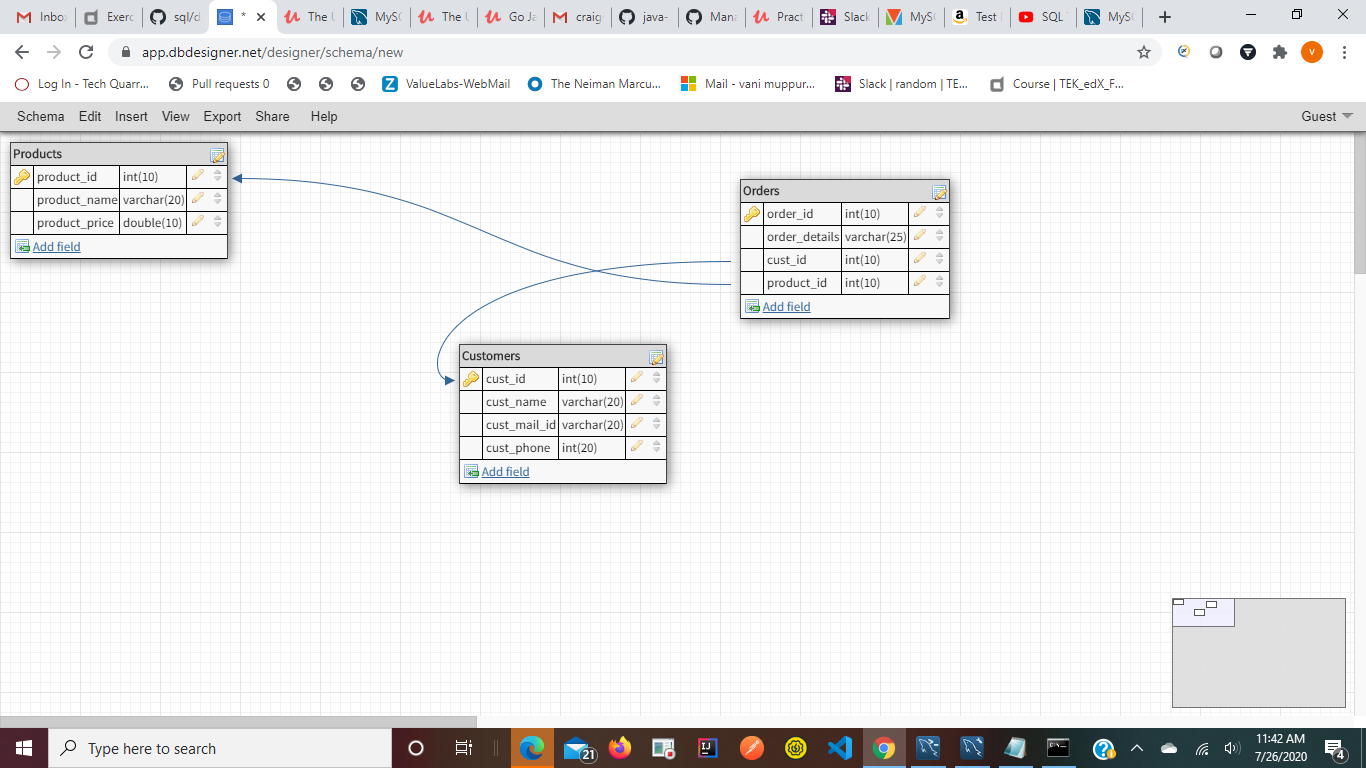 Inbox
Exerc
sql/d
*
The U
MySQ
The U
Go Ja
craig
java-
Mana
Pract
Slack
MySQ
Test
SQL
MySQ
app.dbdesigner.net/designer/schema/new
V
Log In - Tech Quarr...
Pull requests 0
ValueLabs-WebMail
The Neiman Marcu...
Mail - vani muppur...
Slack | random | TE...
Course | TEK_edX_F...
Schema Edit Insert View Export Share Help
Guest
Products
product_id int(10)
product_name varchar(20)
product_price double(10)
Add field
Orders
order_id int(10)
order_details varchar(25)
cust_id int(10)
product_id int(10)
Add field
Customers
cust_id int(10)
cust_name varchar(20)
cust_mail_id varchar(20)
cust_phone int(20)
Add field
Type here to search
21
11:42 AM
7/26/2020
4